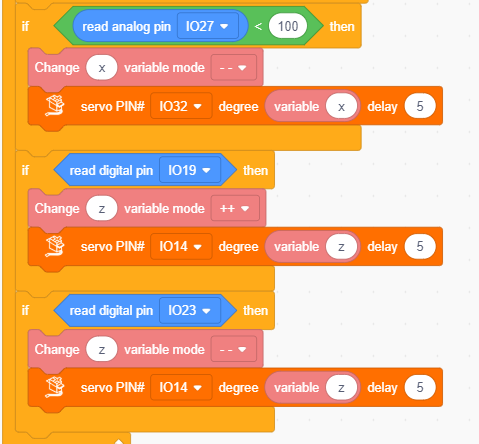 if read analog pin IO27 < 100 then
Change x variable mode --
servo PIN# IO32 degree variable x delay 5
if read digital pin IO19 then
Change z variable mode ++
servo PIN# IO14 degree variable z delay 5
if read digital pin IO23 then
Change z variable mode --
servo PIN# IO14 degree variable z delay 5